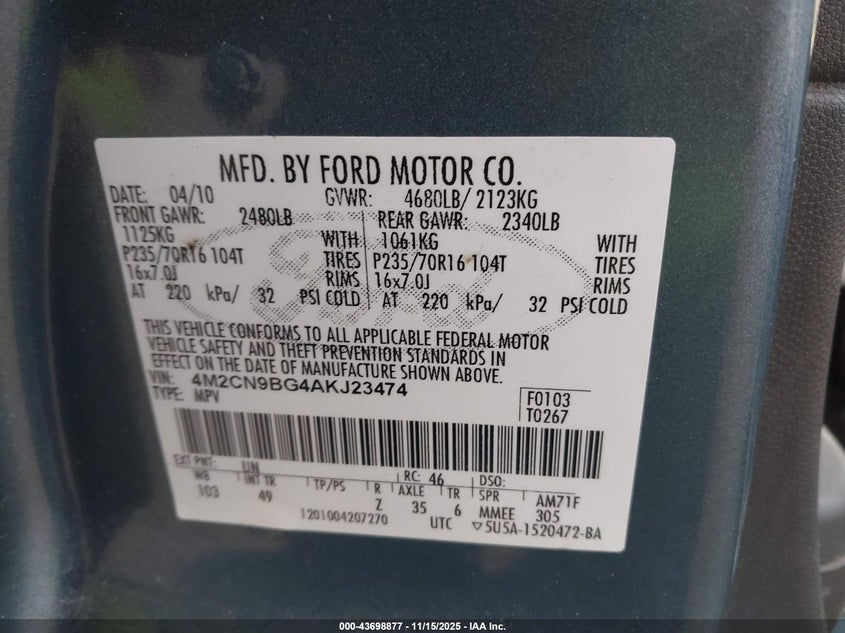 MFD. BY FORD MOTOR CO.
DATE: 04/10 GVWR: 4680LB/ 2123KG
FRONT GAWR: 2480LB REAR GAWR: 2340LB
1125KG WITH 1061KG WITH
P235/70R16 104T TIRES P235/70R16 104T TIRES
16x7.0J RIMS 16x7.0J RIMS
AT 220 kPa/ 32 PSI COLD AT 220 kPa/ 32 PSI COLD
THIS VEHICLE CONFORMS TO ALL APPLICABLE FEDERAL MOTOR
VEHICLE SAFETY AND THEFT PREVENTION STANDARDS IN
EFFECT ON THE DATE OF MANUFACTURE SHOWN ABOVE.
VIN: 4M2CN9BG4AKJ23474 F0103
TYPE: MPV T0267
EXT PNT: UN RC: 46 DSO:
WB INT TR TP/PS R AXLE TR SPR AM71F
103 49 Z 35 6 MMEE 305
1201004207270 UTC ▽5U5A-1520472-BA
000-43698877 - 11/15/2025 - IAA Inc.